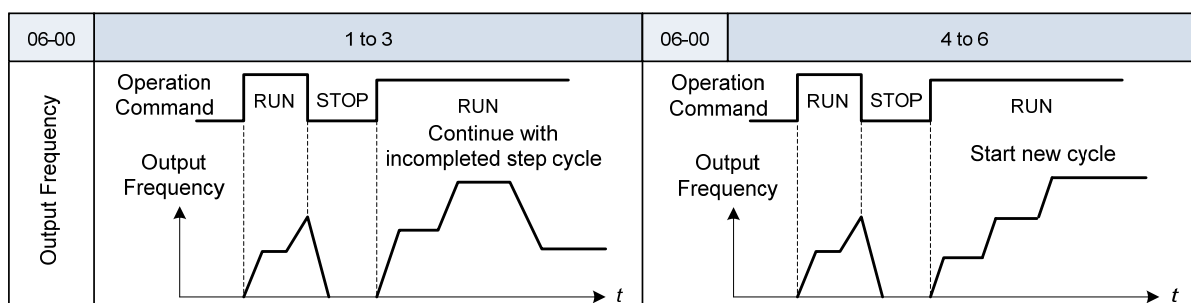 06-00
1 to 3
06-00
4 to 6
Output Frequency
Operation
Command
RUN
STOP
RUN
Continue with
incompleted step cycle
Output
Frequency
t
Operation
Command
RUN
STOP
RUN
Start new cycle
Output
Frequency
t